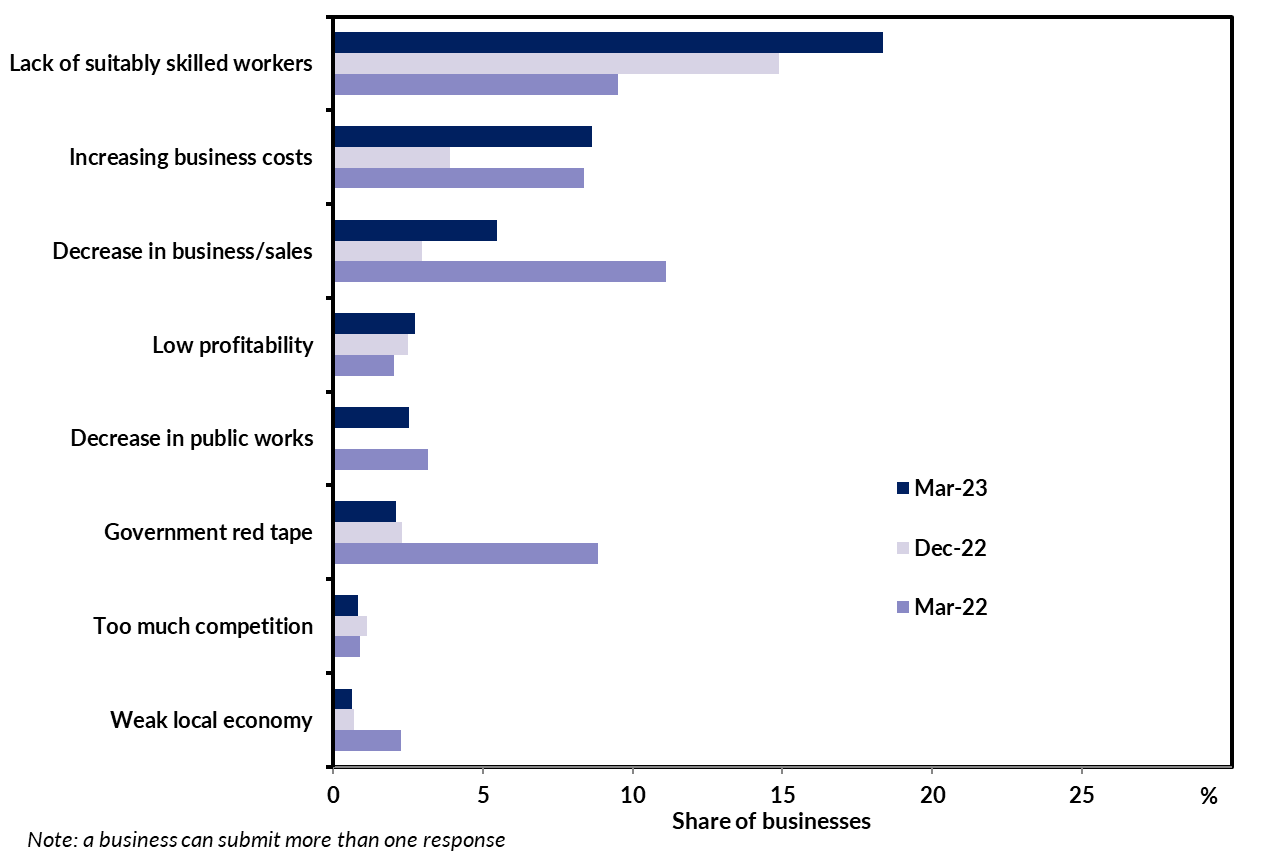 Lack of suitably skilled workers
Increasing business costs
Decrease in business/sales
Low profitability
Decrease in public works
Government red tape
Too much competition
Weak local economy
Mar-23
Dec-22
Mar-22
0 5 10 15 20 25 %
Share of businesses
Note: a business can submit more than one response